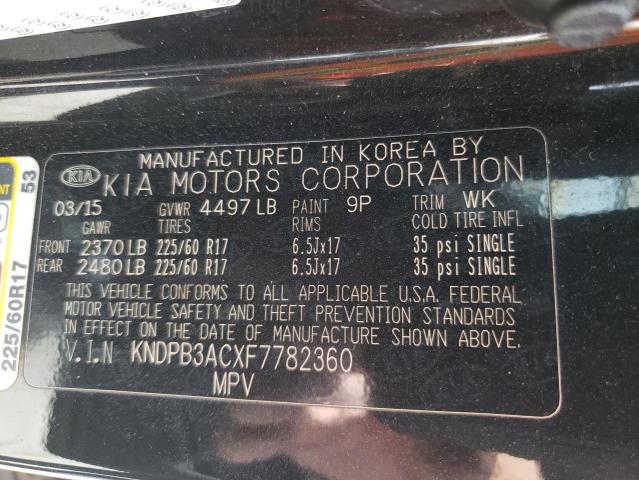 MANUFACTURED IN KOREA BY
KIA KIA MOTORS CORPORATION
03/15 GVWR 4497 LB PAINT 9P TRIM WK
GAWR TIRES RIMS COLD TIRE INFL
FRONT 2370 LB 225/60 R17 6.5Jx17 35 psi SINGLE
REAR 2480 LB 225/60 R17 6.5Jx17 35 psi SINGLE
THIS VEHICLE CONFORMS TO ALL APPLICABLE U.S.A. FEDERAL
MOTOR VEHICLE SAFETY AND THEFT PREVENTION STANDARDS
IN EFFECT ON THE DATE OF MANUFACTURE SHOWN ABOVE.
V.I.N KNDPB3ACXF7782360
MPV
53
225/60R17